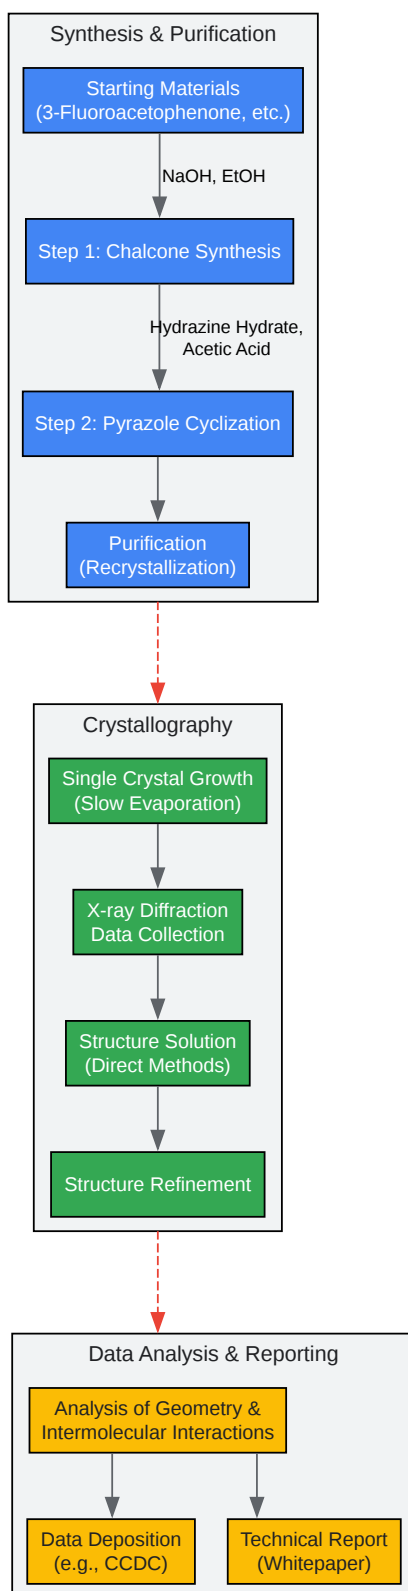 Synthesis & Purification
Starting Materials
(3-Fluoroacetophenone, etc.)
NaOH, EtOH
Step 1: Chalcone Synthesis
Hydrazine Hydrate,
Acetic Acid
Step 2: Pyrazole Cyclization
Purification
(Recrystallization)
Crystallography
Single Crystal Growth
(Slow Evaporation)
X-ray Diffraction
Data Collection
Structure Solution
(Direct Methods)
Structure Refinement
Data Analysis & Reporting
Analysis of Geometry &
Intermolecular Interactions
Data Deposition
(e.g., CCDC)
Technical Report
(Whitepaper)